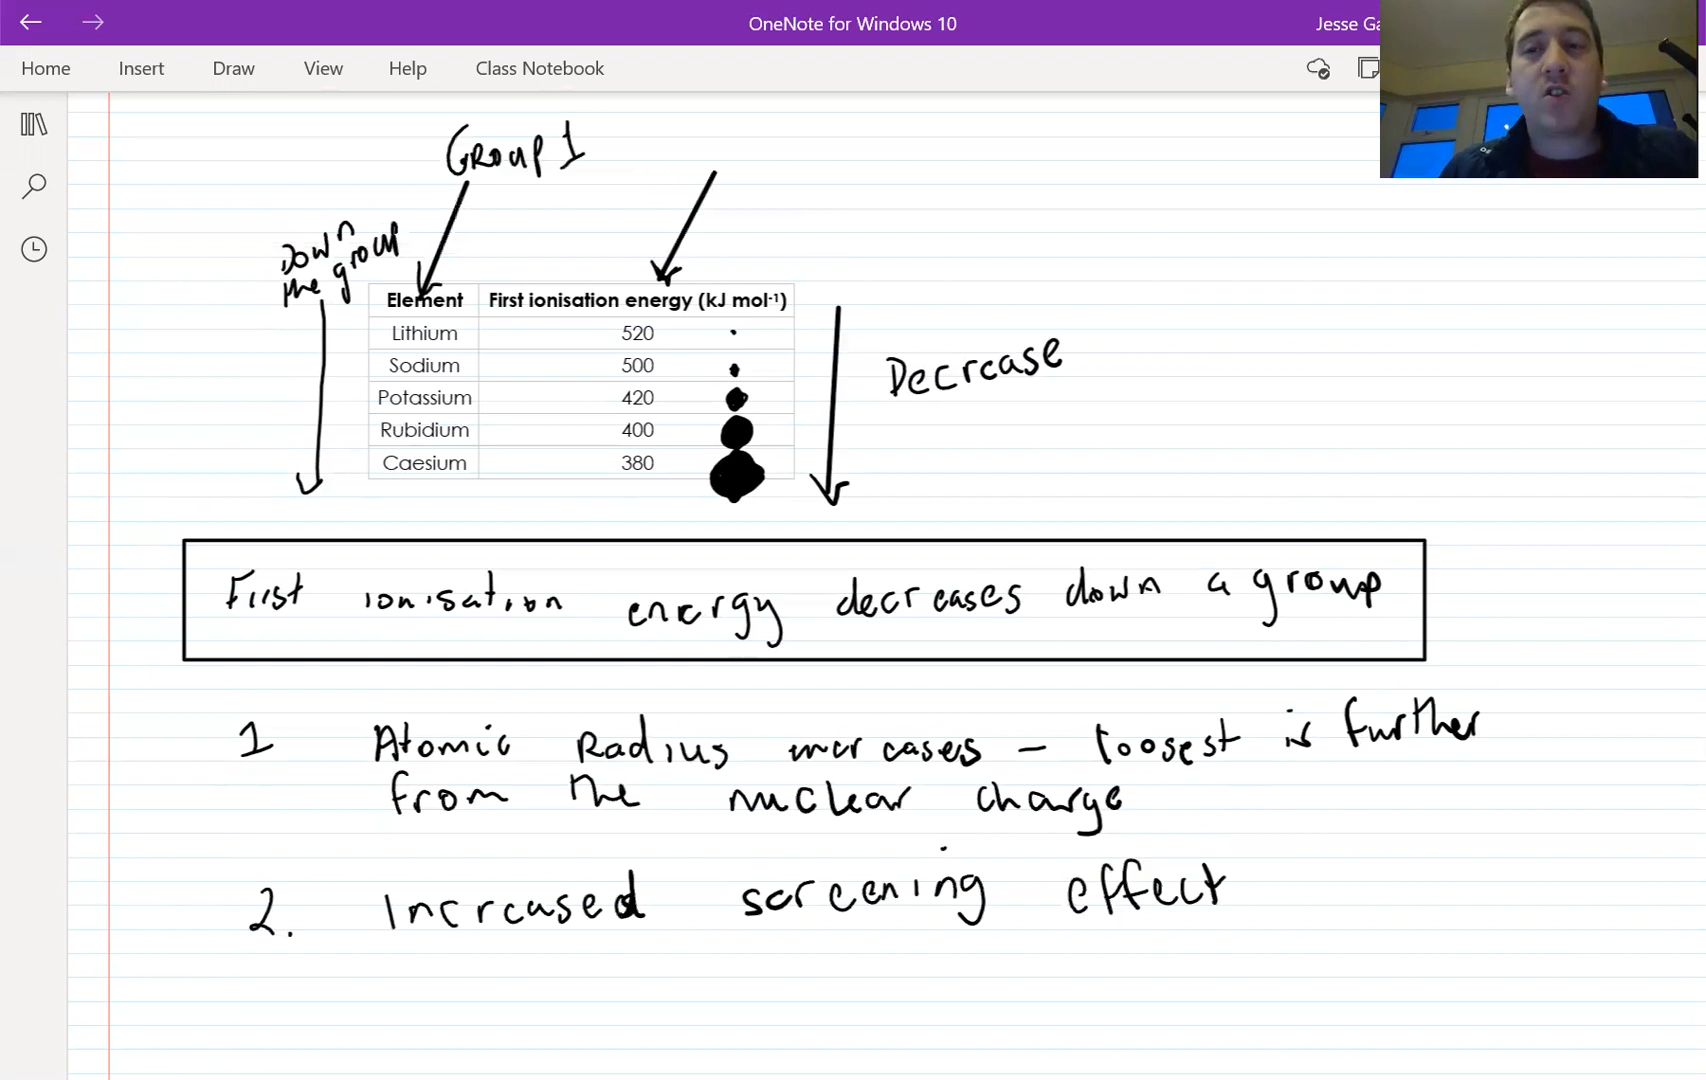 OneNote for Windows 10
Jesse Ga
Home Insert Draw View Help Class Notebook
Group 1
Down
the group
Element First ionisation energy (kJ mol-1)
Lithium 520
Sodium 500
Potassium 420
Rubidium 400
Caesium 380
Decrease
First ionisation energy decreases down a group
1 Atomic Radius increases - loosest is further
from the nuclear charge
2. Increased screening effect